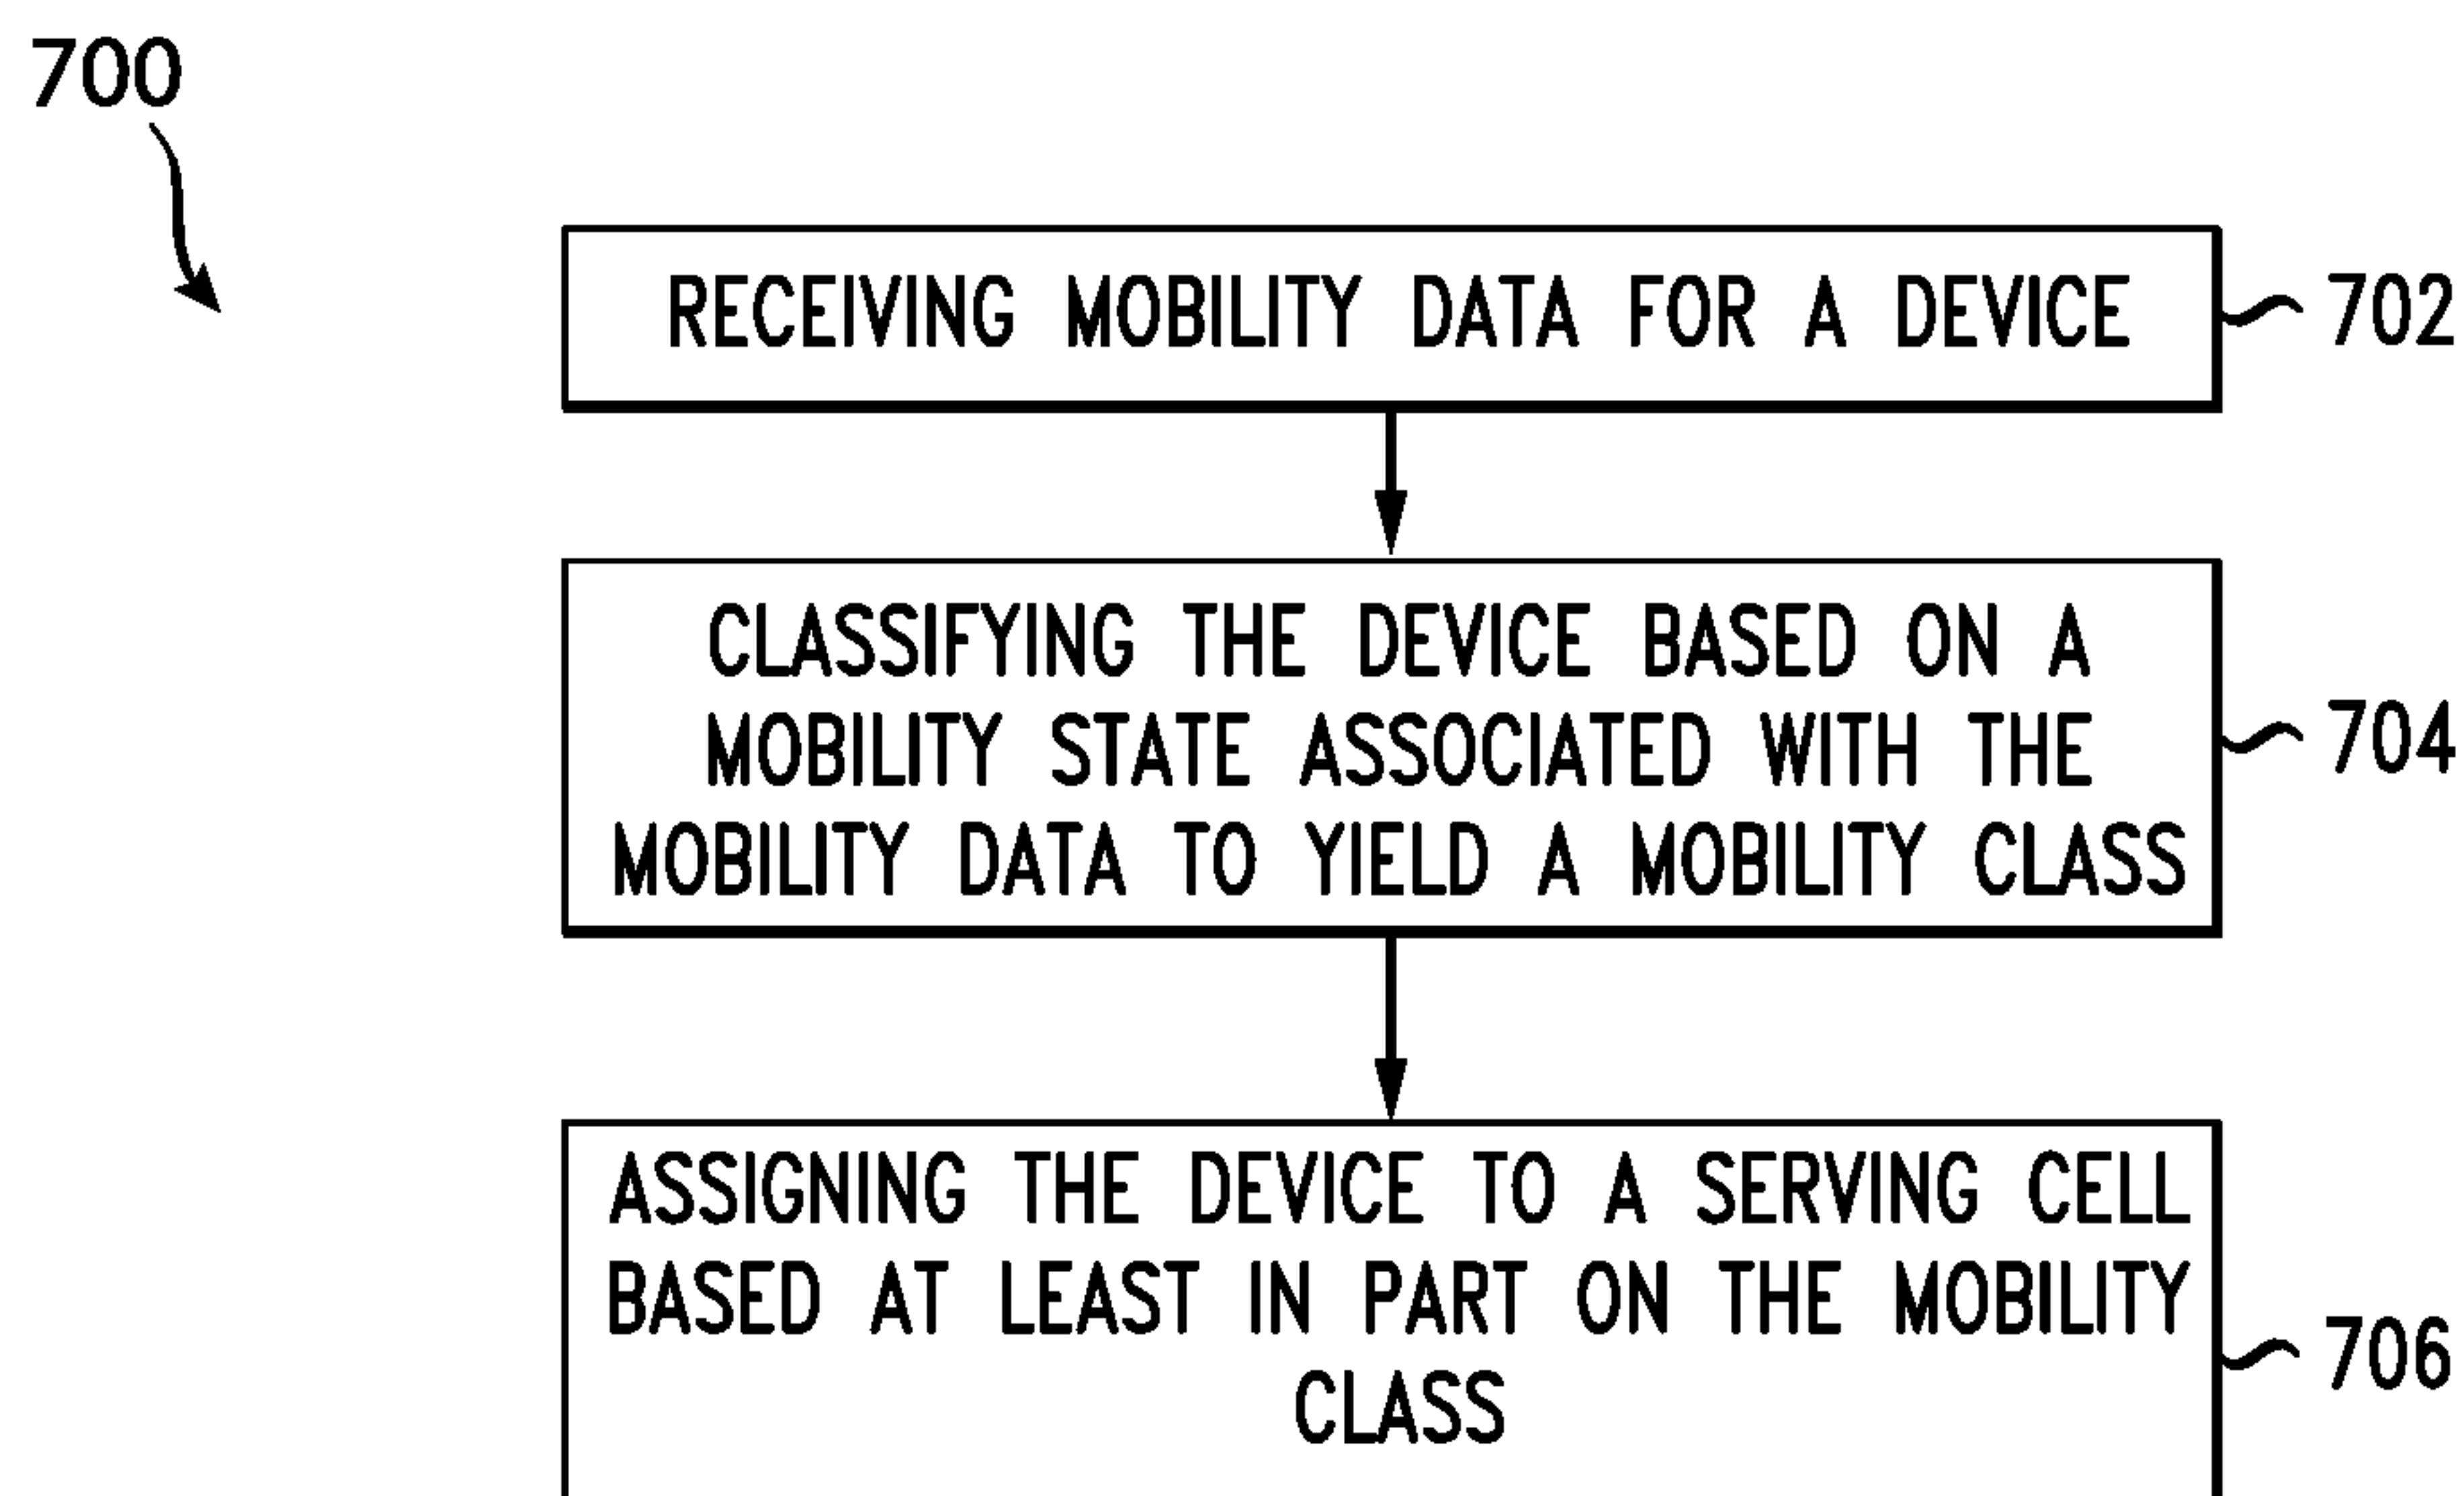 700
RECEIVING MOBILITY DATA FOR A DEVICE
702
CLASSIFYING THE DEVICE BASED ON A
MOBILITY STATE ASSOCIATED WITH THE
MOBILITY DATA TO YIELD A MOBILITY CLASS
704
ASSIGNING THE DEVICE TO A SERVING CELL
BASED AT LEAST IN PART ON THE MOBILITY
CLASS
706